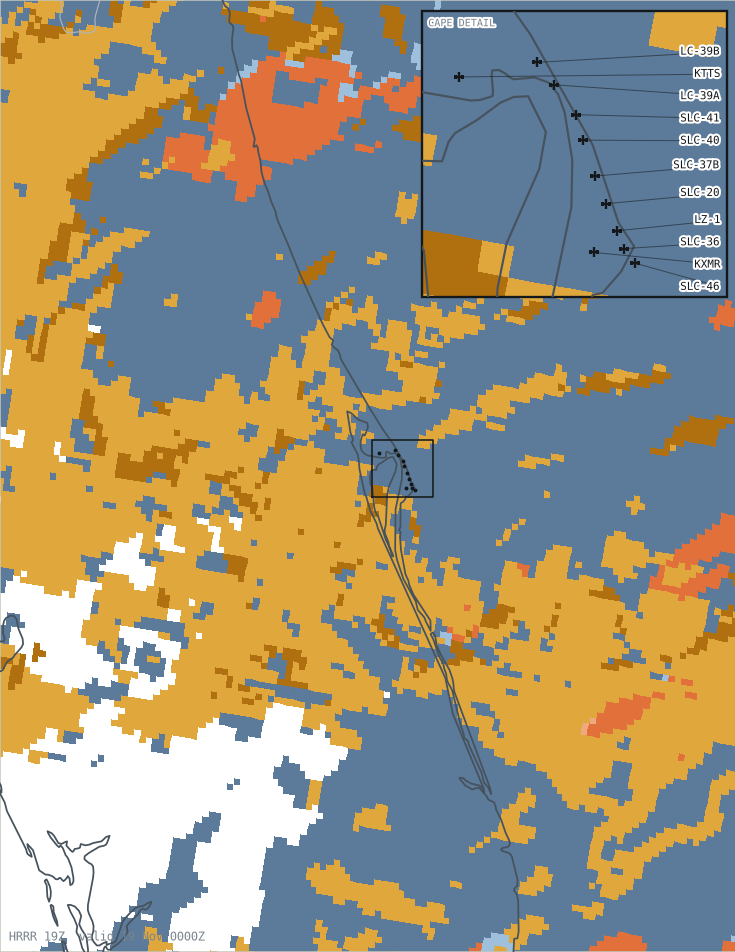 CAPE DETAIL
LC-39B
KTTS
LC-39A
SLC-41
SLC-40
SLC-37B
SLC-20
LZ-1
SLC-36
KXMR
SLC-46
HRRR 19Z valid 0000Z